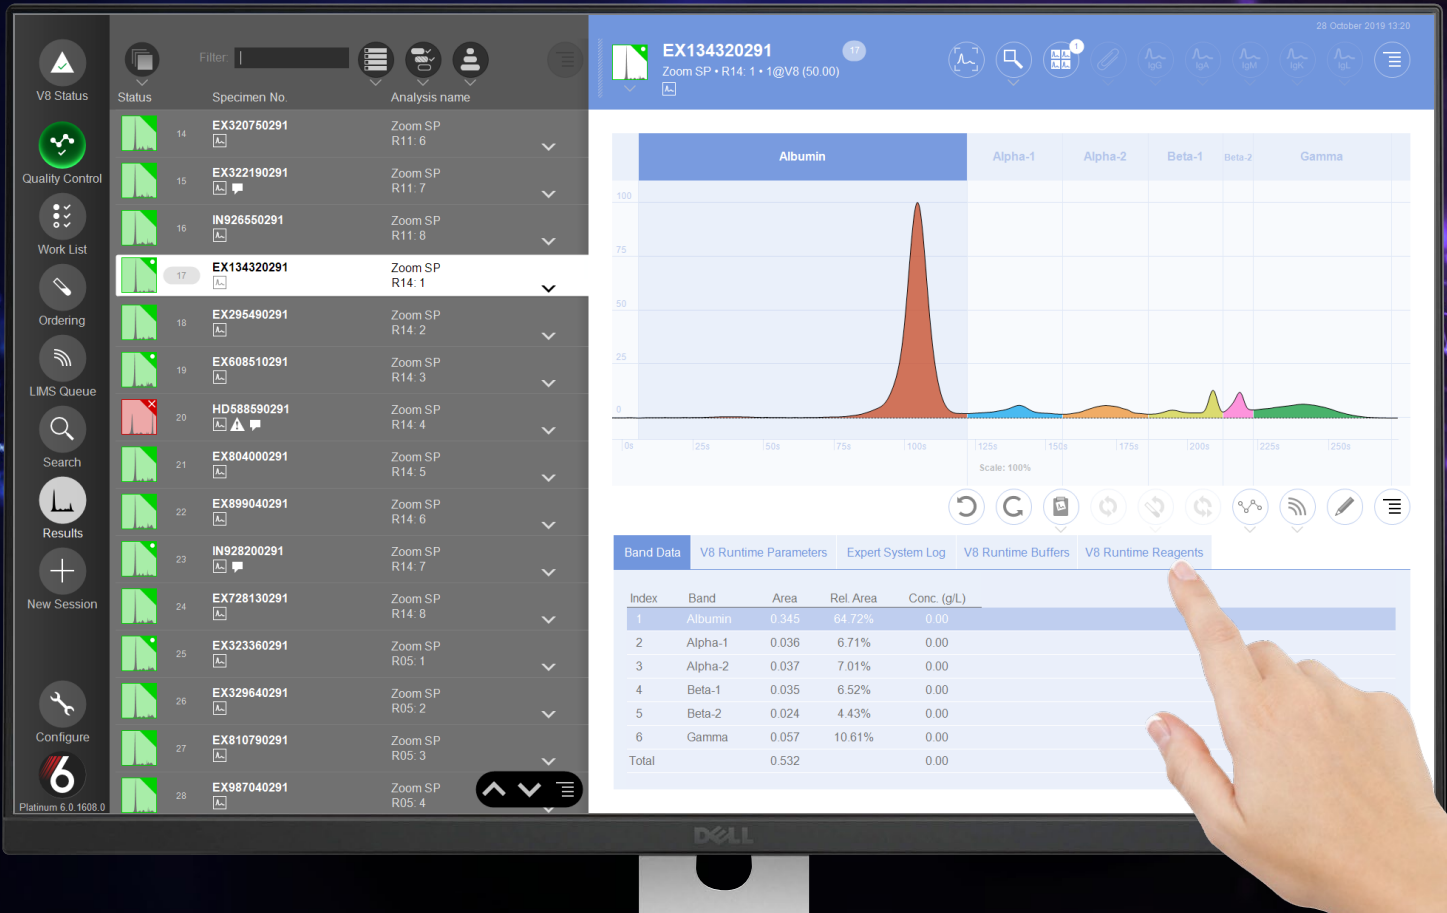 28 October 2019 13:20
V8 Status
Quality Control
Work List
Ordering
LIMS Queue
Search
Results
New Session
Configure
6
Platinum 6.0.1608.0
Filter:
Status Specimen No. Analysis name
14 EX320750291 Zoom SP
R11: 6
15 EX322190291 Zoom SP
R11: 7
16 IN926550291 Zoom SP
R11: 8
17 EX134320291 Zoom SP
R14: 1
18 EX295490291 Zoom SP
R14: 2
19 EX608510291 Zoom SP
R14: 3
20 HD588590291 Zoom SP
R14: 4
21 EX804000291 Zoom SP
R14: 5
22 EX899040291 Zoom SP
R14: 6
23 IN928200291 Zoom SP
R14: 7
24 EX728130291 Zoom SP
R14: 8
25 EX323360291 Zoom SP
R05: 1
26 EX329640291 Zoom SP
R05: 2
27 EX810790291 Zoom SP
R05: 3
28 EX987040291 Zoom SP
R05: 4
EX134320291 17
Zoom SP • R14: 1 • 1@V8 (50.00)
1
IgG IgA IgM IgK IgL
Albumin Alpha-1 Alpha-2 Beta-1 Beta-2 Gamma
100
75
50
25
0
0s 25s 50s 75s 100s 125s 150s 175s 200s 225s 250s
Scale: 100%
Band Data V8 Runtime Parameters Expert System Log V8 Runtime Buffers V8 Runtime Reagents
Index Band Area Rel. Area Conc. (g/L)
1 Albumin 0.345 64.72% 0.00
2 Alpha-1 0.036 6.71% 0.00
3 Alpha-2 0.037 7.01% 0.00
4 Beta-1 0.035 6.52% 0.00
5 Beta-2 0.024 4.43% 0.00
6 Gamma 0.057 10.61% 0.00
Total 0.532 0.00
DELL